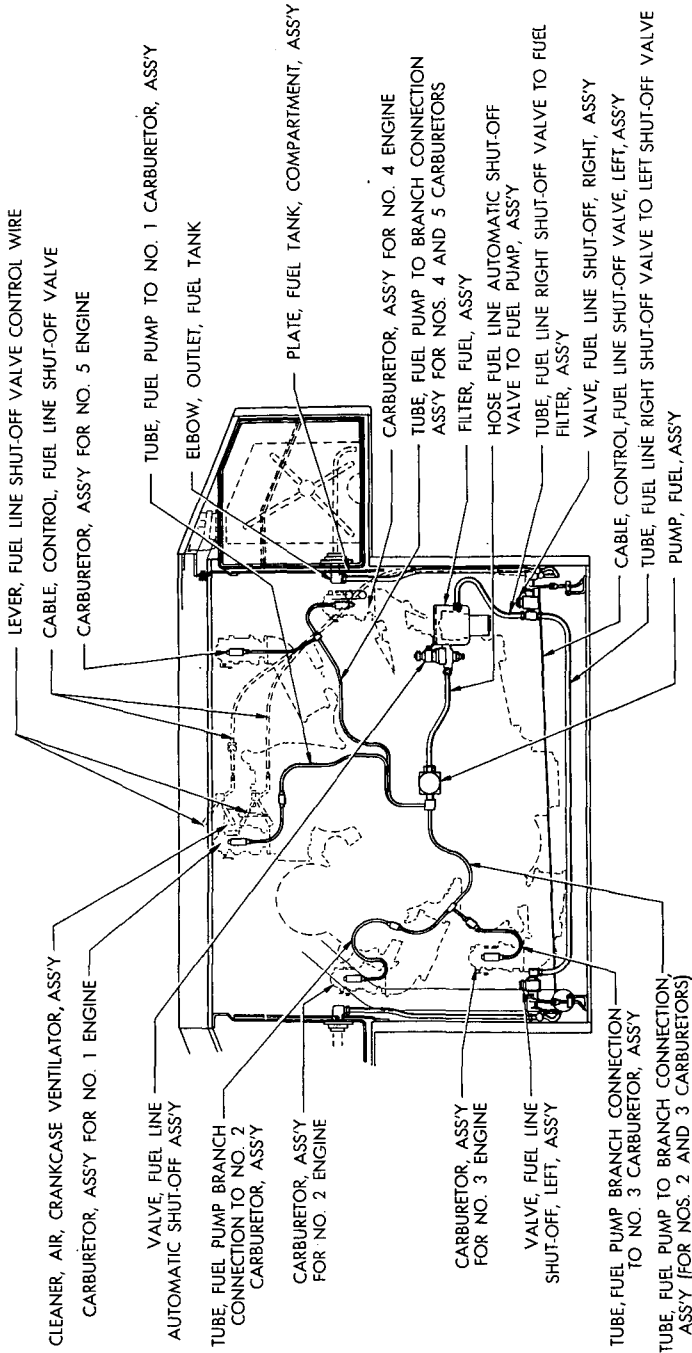 LEVER, FUEL LINE SHUT-OFF VALVE CONTROL WIRE
CABLE, CONTROL, FUEL LINE SHUT-OFF VALVE
CARBURETOR, ASS'Y FOR NO. 5 ENGINE
TUBE, FUEL PUMP TO NO. 1 CARBURETOR, ASS'Y
ELBOW, OUTLET, FUEL TANK
PLATE, FUEL TANK, COMPARTMENT, ASS'Y
CARBURETOR, ASS'Y FOR NO. 4 ENGINE
TUBE, FUEL PUMP TO BRANCH CONNECTION
ASS'Y FOR NOS. 4 AND 5 CARBURETORS
FILTER, FUEL, ASS'Y
HOSE FUEL LINE AUTOMATIC SHUT-OFF
VALVE TO FUEL PUMP, ASS'Y
TUBE, FUEL LINE RIGHT SHUT-OFF VALVE TO FUEL
FILTER, ASS'Y
VALVE, FUEL LINE SHUT-OFF, RIGHT, ASS'Y
CABLE, CONTROL, FUEL LINE SHUT-OFF VALVE, LEFT, ASS'Y
TUBE, FUEL LINE RIGHT SHUT-OFF VALVE TO LEFT SHUT-OFF VALVE
PUMP, FUEL, ASS'Y
CLEANER, AIR, CRANKCASE VENTILATOR, ASS'Y
CARBURETOR, ASS'Y FOR NO. 1 ENGINE
VALVE, FUEL LINE
AUTOMATIC SHUT-OFF ASS'Y
TUBE, FUEL PUMP BRANCH
CONNECTION TO NO. 2
CARBURETOR, ASS'Y
CARBURETOR, ASS'Y
FOR NO. 2 ENGINE
CARBURETOR, ASS'Y
FOR NO. 3 ENGINE
VALVE, FUEL LINE
SHUT-OFF, LEFT, ASS'Y
TUBE, FUEL PUMP BRANCH CONNECTION
TO NO. 3 CARBURETOR, ASS'Y
TUBE, FUEL PUMP TO BRANCH CONNECTION,
ASS'Y (FOR NOS. 2 AND 3 CARBURETORS)